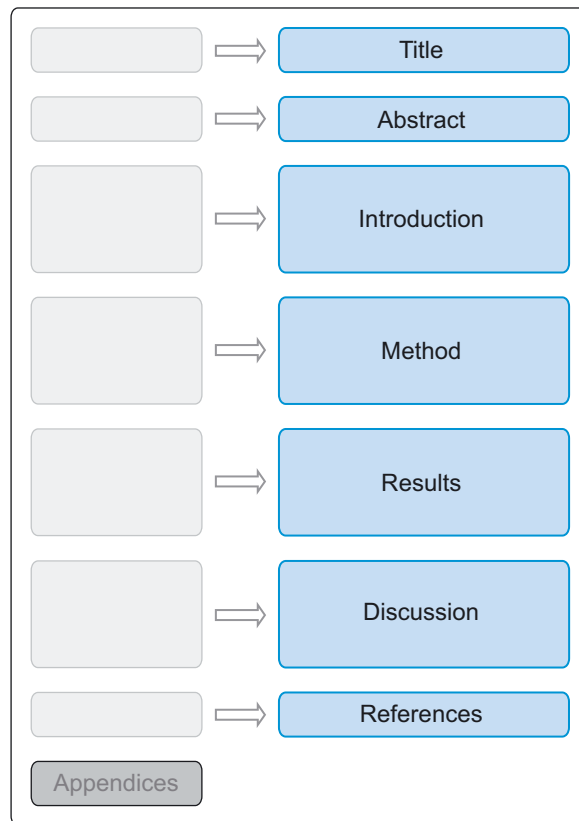 Title
Abstract
Introduction
Method
Results
Discussion
References
Appendices